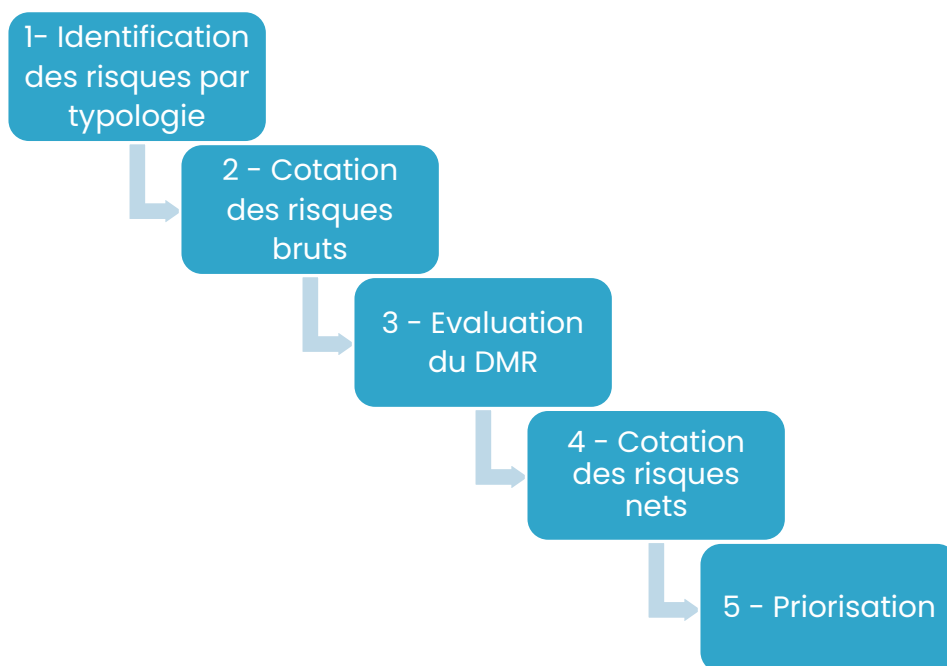 1- Identification
des risques par
typologie
2 - Cotation
des risques
bruts
3 - Evaluation
du DMR
4 - Cotation
des risques
nets
5 - Priorisation